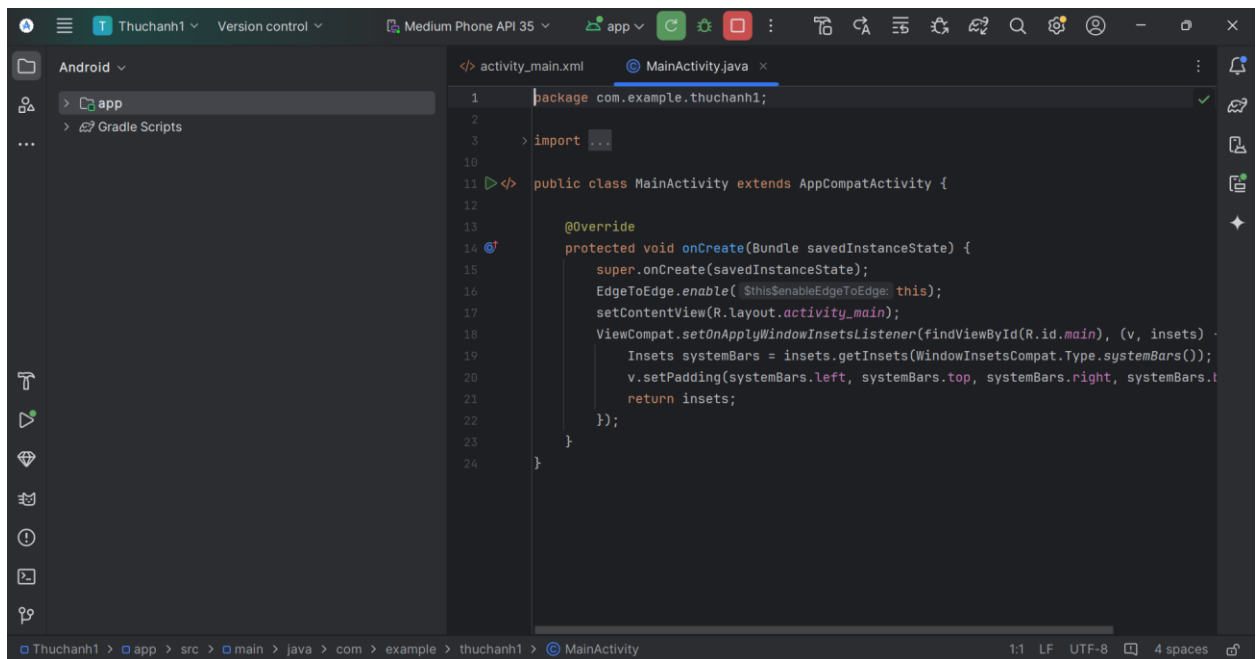 T Thuchanh1 Version control Medium Phone API 35 app
Android
app
Gradle Scripts
activity_main.xml MainActivity.java
1 package com.example.thuchanh1;
2
3 import ...
10
11 public class MainActivity extends AppCompatActivity {
12
13 @Override
14 protected void onCreate(Bundle savedInstanceState) {
15 super.onCreate(savedInstanceState);
16 EdgeToEdge.enable( $this$enableEdgeToEdge: this);
17 setContentView(R.layout.activity_main);
18 ViewCompat.setOnApplyWindowInsetsListener(findViewById(R.id.main), (v, insets) -
19 Insets systemBars = insets.getInsets(WindowInsetsCompat.Type.systemBars());
20 v.setPadding(systemBars.left, systemBars.top, systemBars.right, systemBars.b
21 return insets;
22 });
23 }
24 }
Thuchanh1 > app > src > main > java > com > example > thuchanh1 > MainActivity 1:1 LF UTF-8 4 spaces